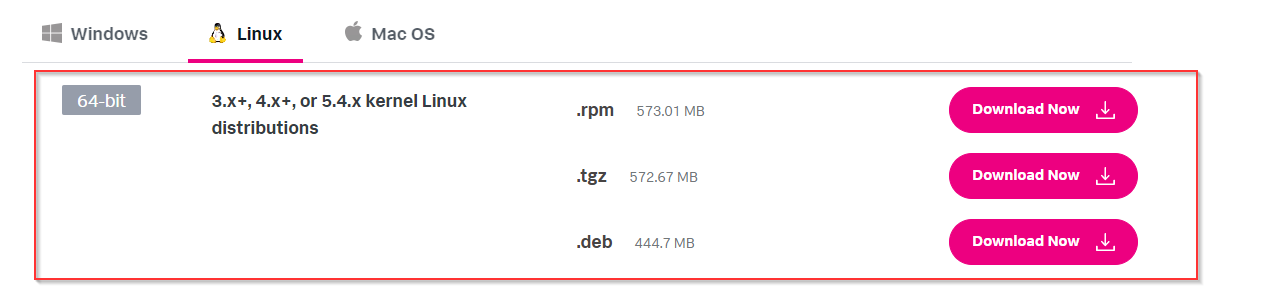 Windows
Linux
Mac OS
64-bit
3.x+, 4.x+, or 5.4.x kernel Linux
distributions
.rpm 573.01 MB
Download Now
.tgz 572.67 MB
Download Now
.deb 444.7 MB
Download Now